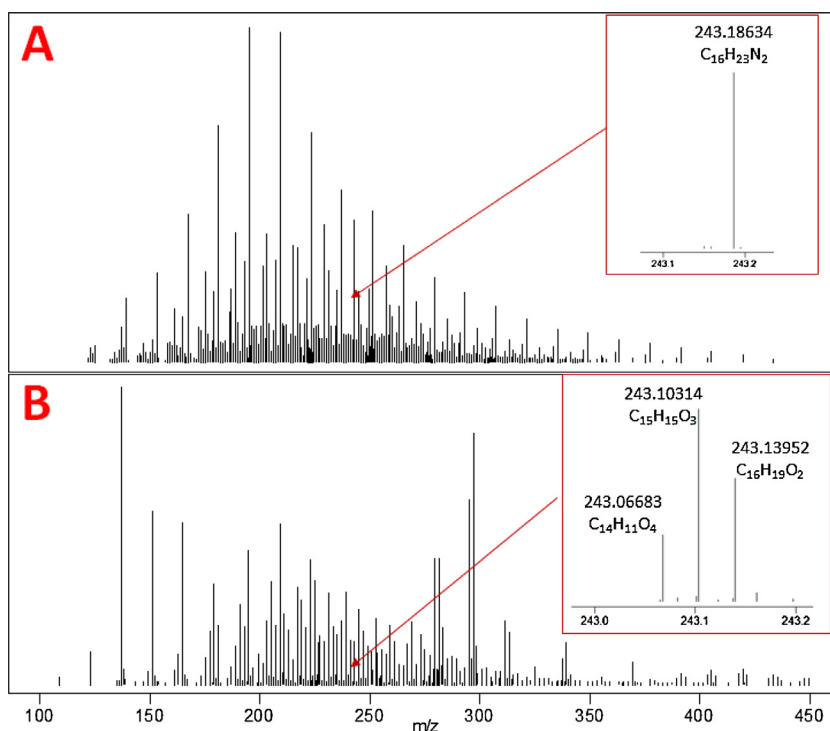 A
243.18634
C₁₆H₂₃N₂
243.1 243.2
B
243.10314
C₁₅H₁₅O₃
243.13952
C₁₆H₁₉O₂
243.06683
C₁₄H₁₁O₄
243.0 243.1 243.2
100 150 200 250 300 350 400 450
m/z